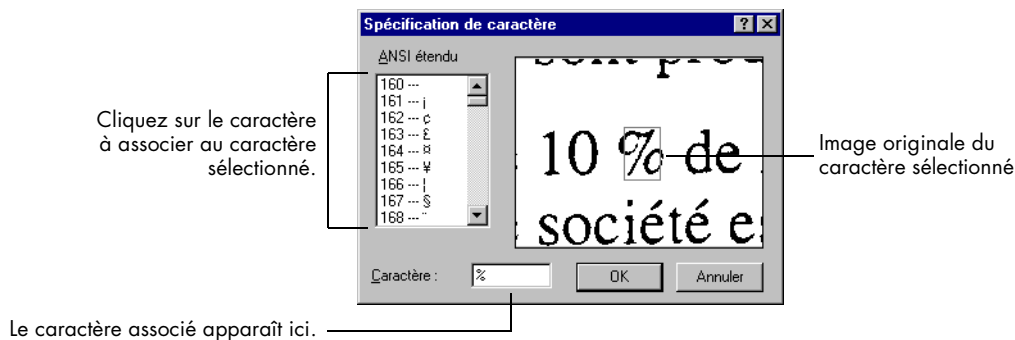 Spécification de caractère
ANSI étendu
160 ---
161 --- ¡
162 --- ¢
163 --- £
164 --- ¤
165 --- ¥
166 --- ¦
167 --- §
168 --- ¨
sont prod
10 % de
société e
Caractère :
%
OK
Annuler
Cliquez sur le caractère
à associer au caractère
sélectionné.
Image originale du
caractère sélectionné
Le caractère associé apparaît ici.